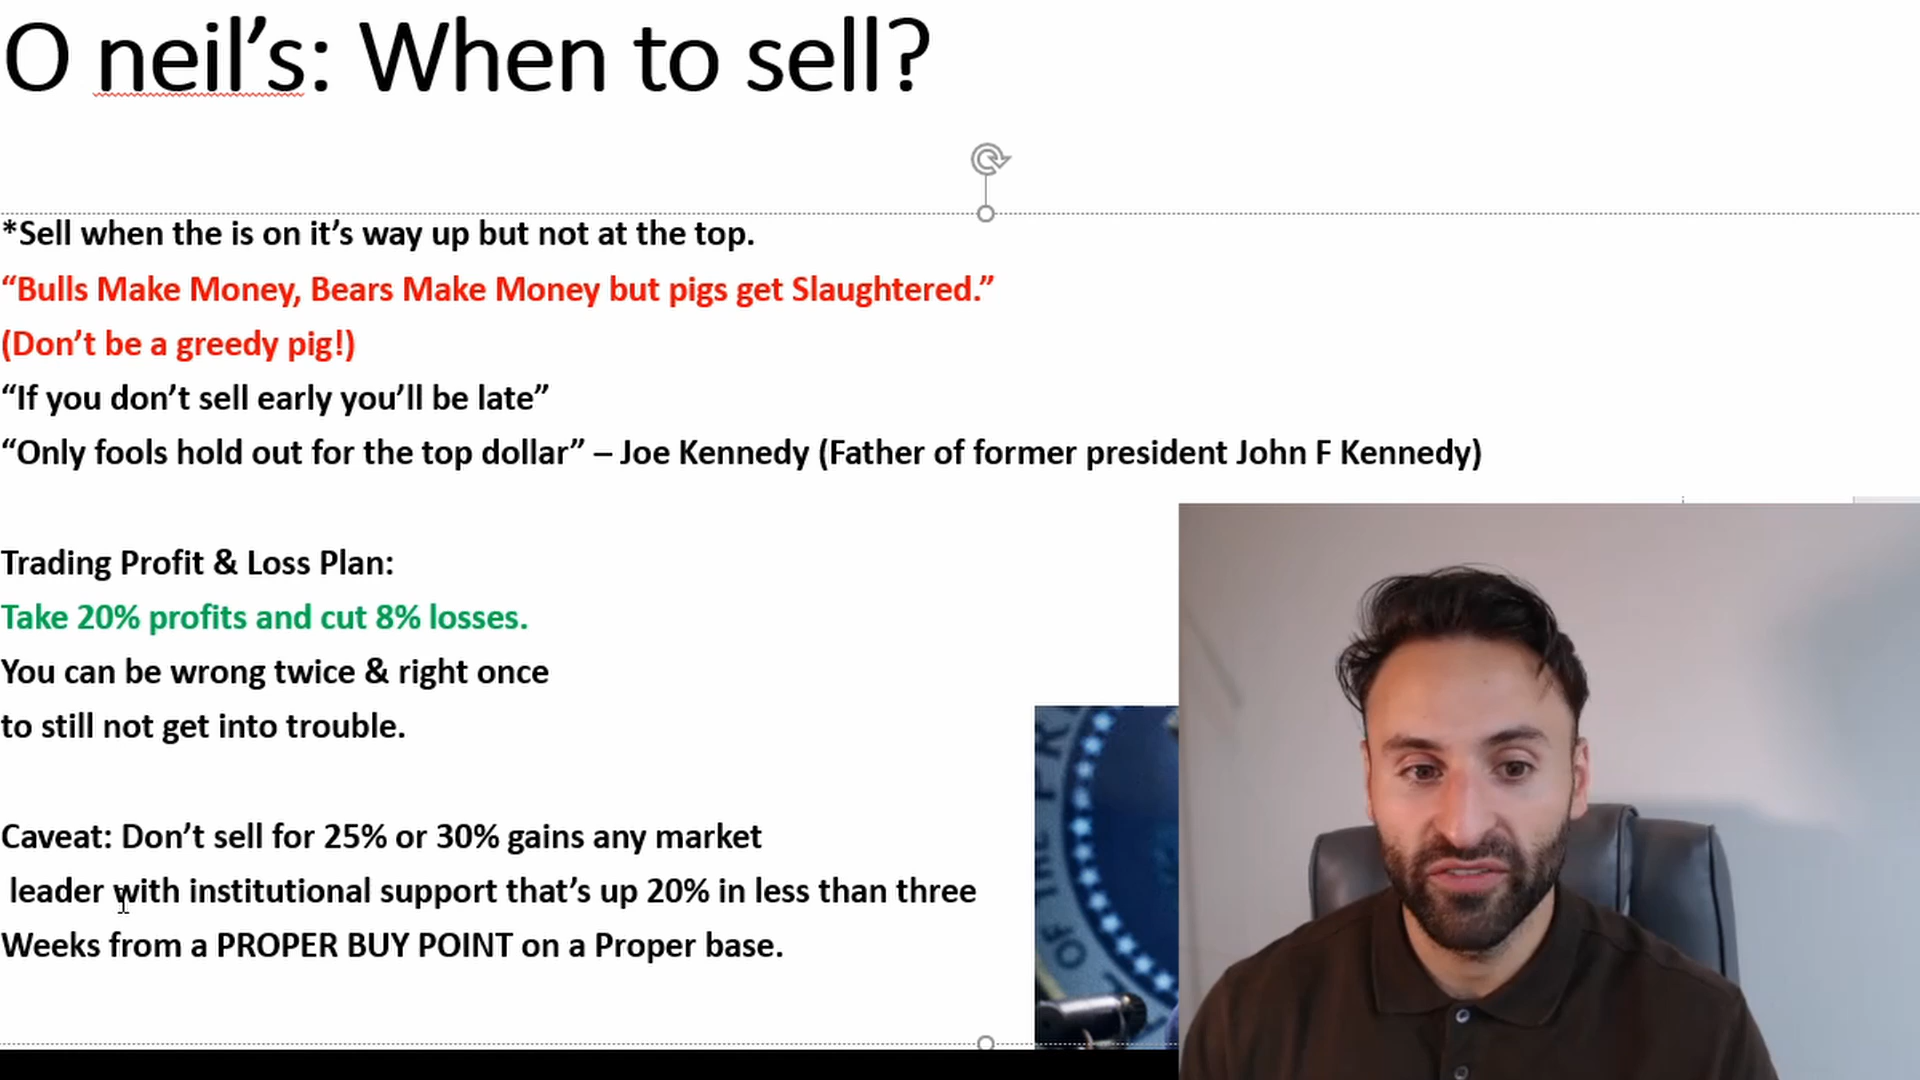 O neil’s: When to sell?
*Sell when the is on it’s way up but not at the top.
“Bulls Make Money, Bears Make Money but pigs get Slaughtered.”
(Don’t be a greedy pig!)
“If you don’t sell early you’ll be late”
“Only fools hold out for the top dollar” – Joe Kennedy (Father of former president John F Kennedy)
Trading Profit & Loss Plan:
Take 20% profits and cut 8% losses.
You can be wrong twice & right once
to still not get into trouble.
Caveat: Don’t sell for 25% or 30% gains any market
leader with institutional support that’s up 20% in less than three
Weeks from a PROPER BUY POINT on a Proper base.
OF THE PR